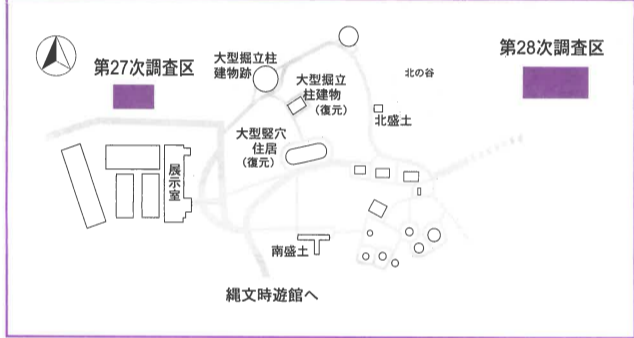 第27次調査区
大型掘立柱
建物跡
大型掘立
柱建物
(復元)
北の谷
第28次調査区
北盛土
大型竪穴
住居
(復元)
展示室
南盛土
縄文時遊館へ